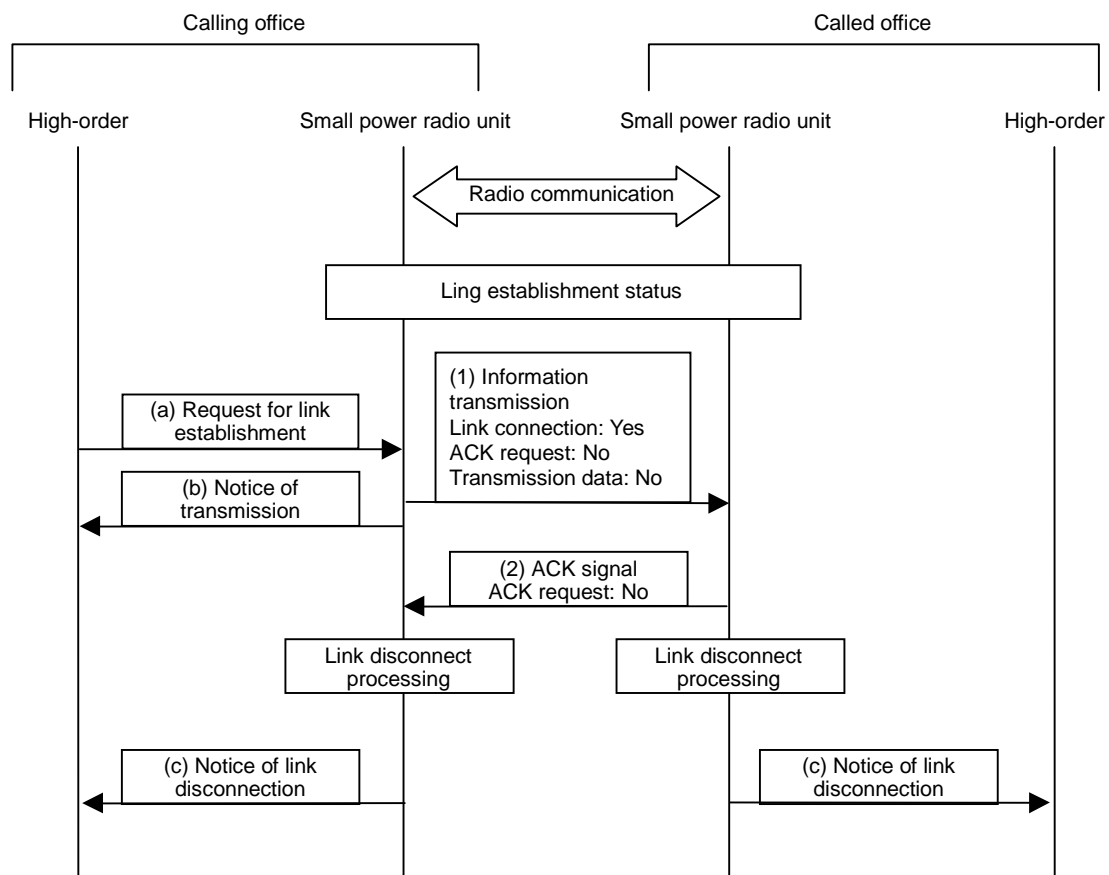 Calling office
Called office
High-order
Small power radio unit
Small power radio unit
High-order
Radio communication
Ling establishment status
(1) Information
transmission
Link connection: Yes
ACK request: No
Transmission data: No
(a) Request for link
establishment
(b) Notice of
transmission
(2) ACK signal
ACK request: No
Link disconnect
processing
Link disconnect
processing
(c) Notice of link
disconnection
(c) Notice of link
disconnection